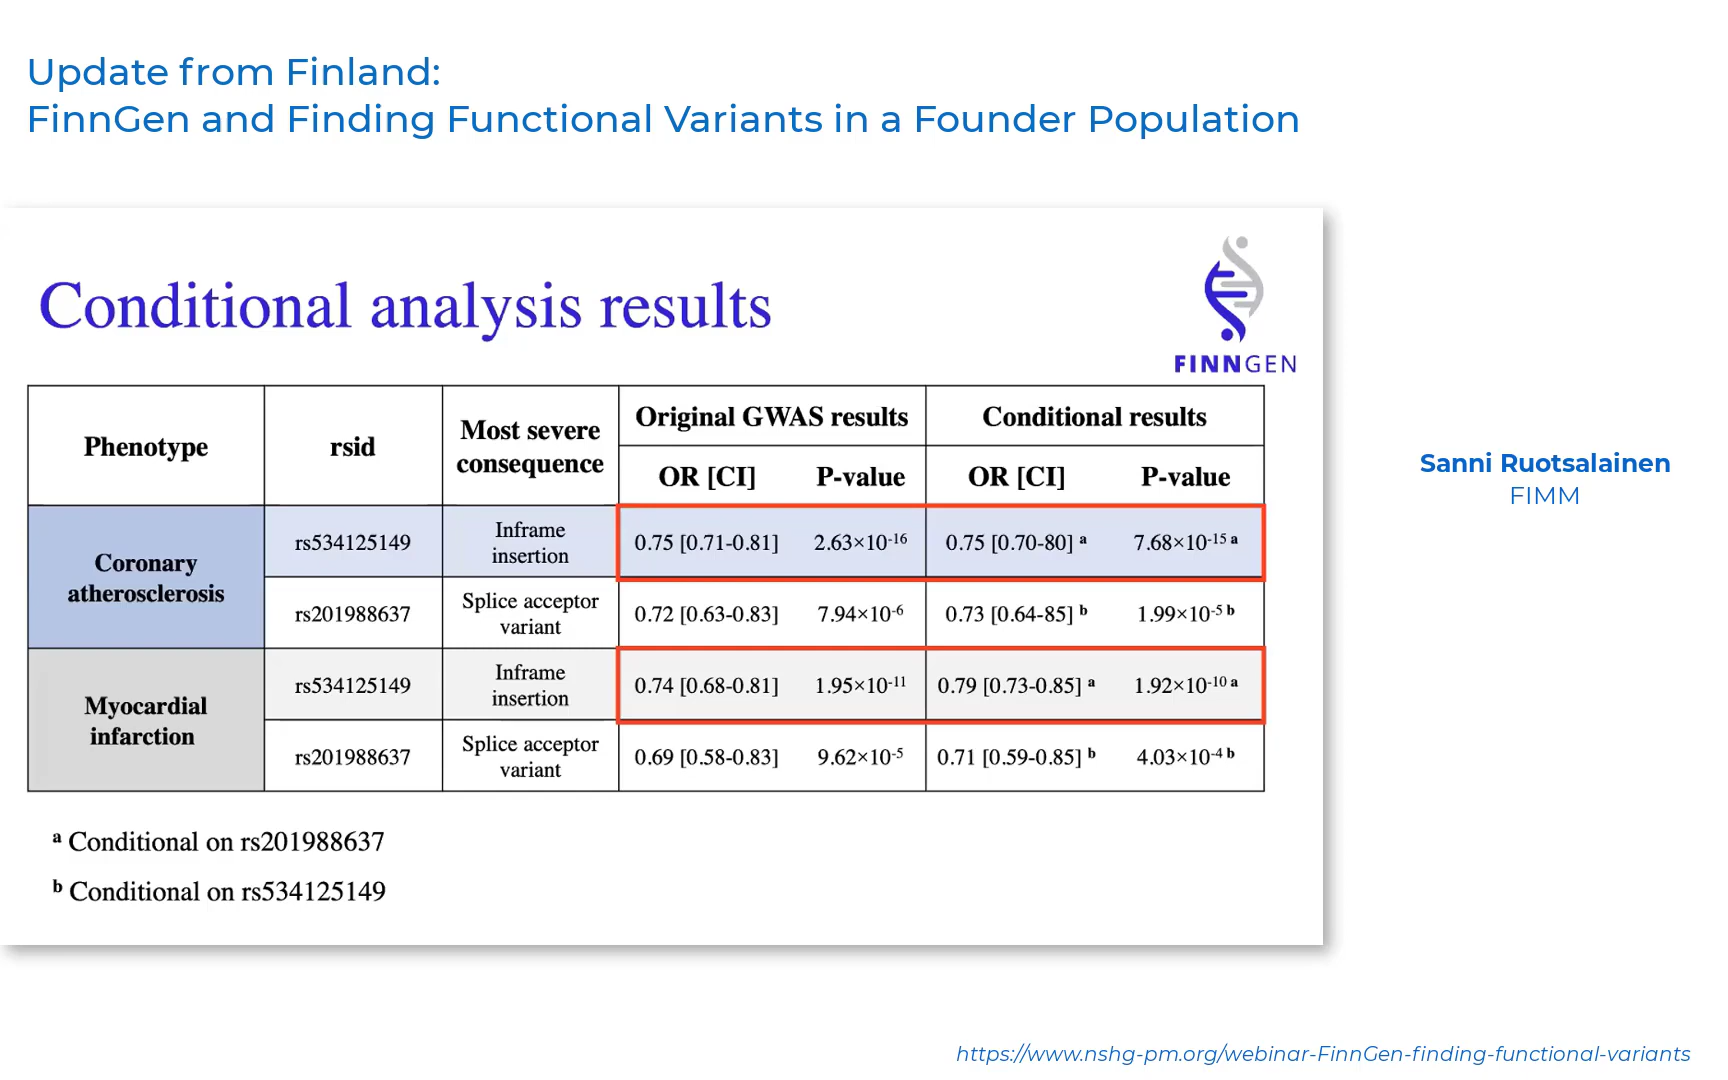 Update from Finland:
FinnGen and Finding Functional Variants in a Founder Population
Conditional analysis results
FINNGEN
Phenotype
rsid
Most severe
consequence
Original GWAS results
Conditional results
OR [CI]
P-value
OR [CI]
P-value
Coronary
atherosclerosis
rs534125149
Inframe
insertion
0.75 [0.71-0.81]
2.63×10⁻¹⁶
0.75 [0.70-80] ᵃ
7.68×10⁻¹⁵ ᵃ
rs201988637
Splice acceptor
variant
0.72 [0.63-0.83]
7.94×10⁻⁶
0.73 [0.64-85] ᵇ
1.99×10⁻⁵ ᵇ
Myocardial
infarction
rs534125149
Inframe
insertion
0.74 [0.68-0.81]
1.95×10⁻¹¹
0.79 [0.73-0.85] ᵃ
1.92×10⁻¹⁰ ᵃ
rs201988637
Splice acceptor
variant
0.69 [0.58-0.83]
9.62×10⁻⁵
0.71 [0.59-0.85] ᵇ
4.03×10⁻⁴ ᵇ
ᵃ Conditional on rs201988637
ᵇ Conditional on rs534125149
Sanni Ruotsalainen
FIMM
https://www.nshg-pm.org/webinar-FinnGen-finding-functional-variants